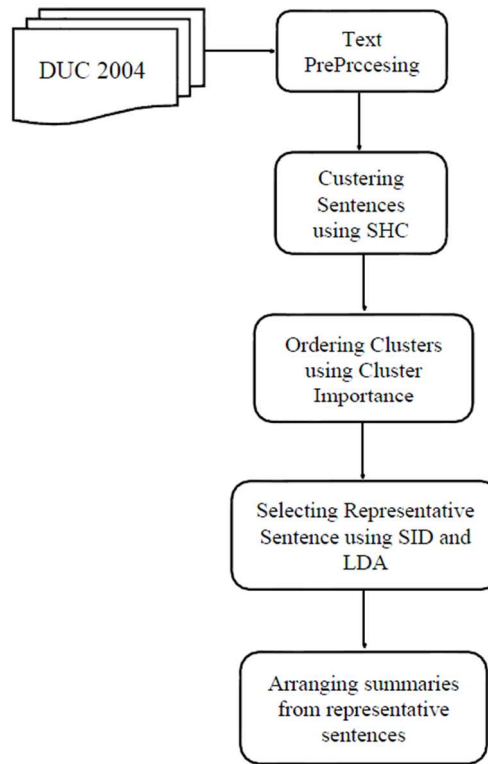 DUC 2004
Text
PrePrccesing
Custering
Sentences
using SHC
Ordering Clusters
using Cluster
Importance
Selecting Representative
Sentence using SID and
LDA
Arranging summaries
from representative
sentences